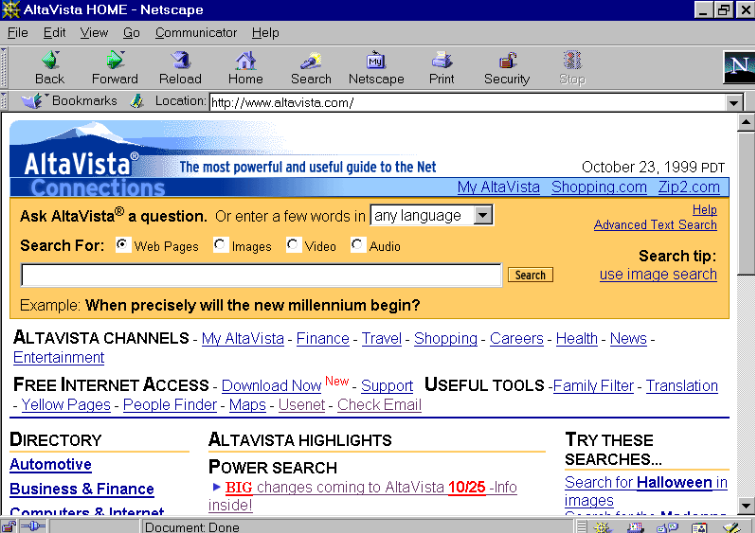 AltaVista HOME - Netscape
File Edit View Go Communicator Help
Back Forward Reload Home Search Netscape Print Security Stop
Bookmarks Location: http://www.altavista.com/
AltaVista® The most powerful and useful guide to the Net October 23, 1999 PDT
Connections My AltaVista Shopping.com Zip2.com
Ask AltaVista® a question. Or enter a few words in any language Help
Advanced Text Search
Search For: Web Pages Images Video Audio
Search tip:
Search use image search
Example: When precisely will the new millennium begin?
ALTAVISTA CHANNELS - My AltaVista - Finance - Travel - Shopping - Careers - Health - News -
Entertainment
FREE INTERNET ACCESS - Download Now New - Support USEFUL TOOLS -Family Filter - Translation
- Yellow Pages - People Finder - Maps - Usenet - Check Email
DIRECTORY
Automotive
Business & Finance
Computers & Internet
ALTAVISTA HIGHLIGHTS
POWER SEARCH
BIG changes coming to AltaVista 10/25 -Info
inside!
TRY THESE
SEARCHES...
Search for Halloween in
images
Search for the Madonna
Document: Done